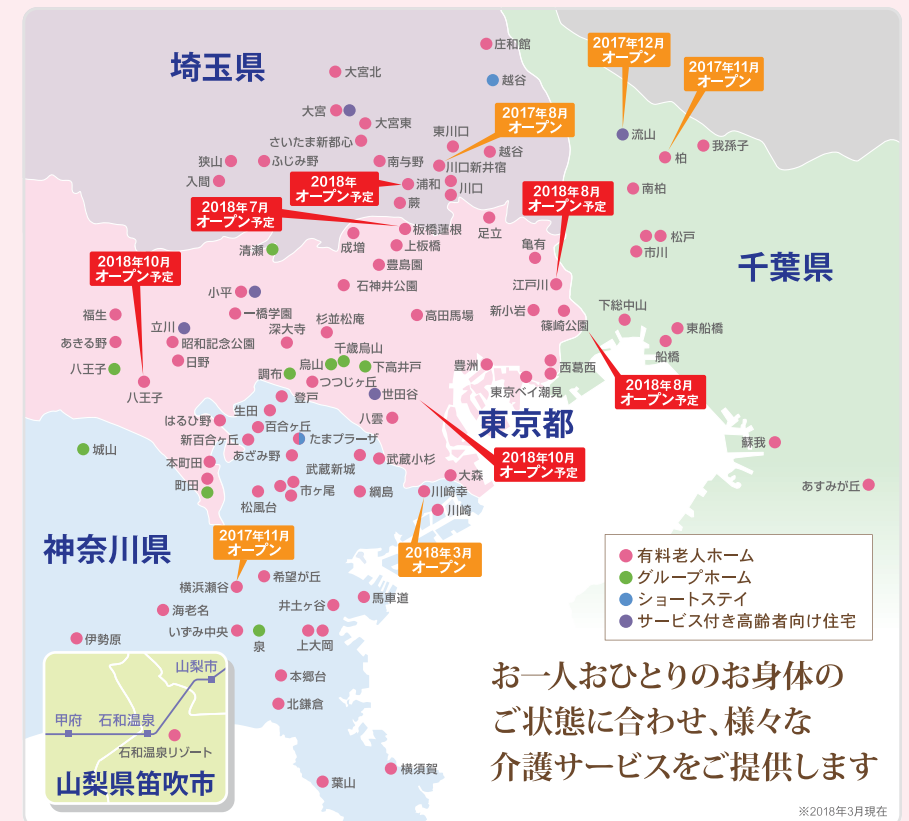 埼玉県
庄和館
大宮北
越谷
2017年12月
オープン
2017年11月
オープン
大宮
大宮東
2017年8月
オープン
流山
我孫子
さいたま新都心
東川口
越谷
柏
狭山
ふじみ野
南与野
川口新井宿
入間
2018年
オープン予定
浦和
川口
2018年8月
オープン予定
南柏
蕨
2018年7月
オープン予定
板橋蓮根
足立
成増
上板橋
亀有
松戸
市川
清瀬
豊島園
千葉県
2018年10月
オープン予定
石神井公園
江戸川
小平
福生
一橋学園
杉並松庵
高田馬場
新小岩
篠崎公園
下総中山
立川
深大寺
東船橋
あきる野
昭和記念公園
千歳烏山
船橋
日野
烏山
下高井戸
豊洲
西葛西
八王子
調布
つつじヶ丘
東京ベイ潮見
2018年8月
オープン予定
八王子
登戸
世田谷
生田
八雲
東京都
はるひ野
百合ヶ丘
新百合ヶ丘
たまプラーザ
蘇我
城山
あざみ野
武蔵小杉
2018年10月
オープン予定
本町田
武蔵新城
町田
市ヶ尾
綱島
大森
あすみが丘
松風台
川崎幸
川崎
神奈川県
2017年11月
オープン
2018年3月
オープン
有料老人ホーム
グループホーム
ショートステイ
サービス付き高齢者向け住宅
希望が丘
横浜瀬谷
馬車道
海老名
井土ヶ谷
いずみ中央
泉
上大岡
伊勢原
山梨市
本郷台
甲府
石和温泉
北鎌倉
石和温泉リゾート
山梨県笛吹市
横須賀
葉山
お一人おひとりのお身体の
ご状態に合わせ、様々な
介護サービスをご提供します
※2018年3月現在